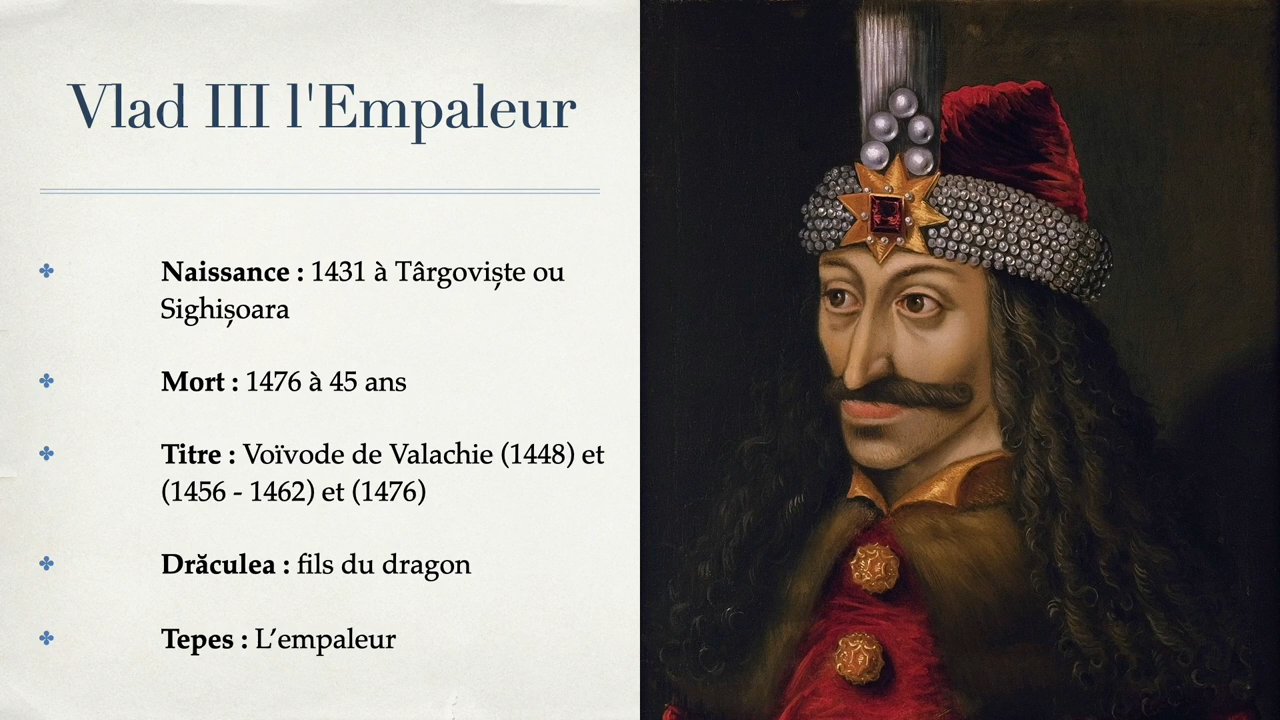 Vlad III l'Empaleur
Naissance : 1431 à Târgoviște ou
Sighișoara
Mort : 1476 à 45 ans
Titre : Voïvode de Valachie (1448) et
(1456 - 1462) et (1476)
Drăculea : fils du dragon
Tepes : L’empaleur